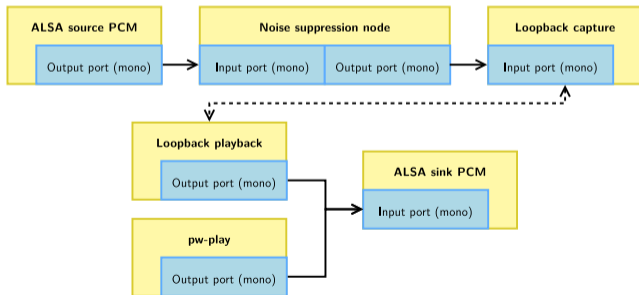 ALSA source PCM
Output port (mono)
Noise suppression node
Input port (mono)
Output port (mono)
Loopback capture
Input port (mono)
Loopback playback
Output port (mono)
ALSA sink PCM
Input port (mono)
pw-play
Output port (mono)